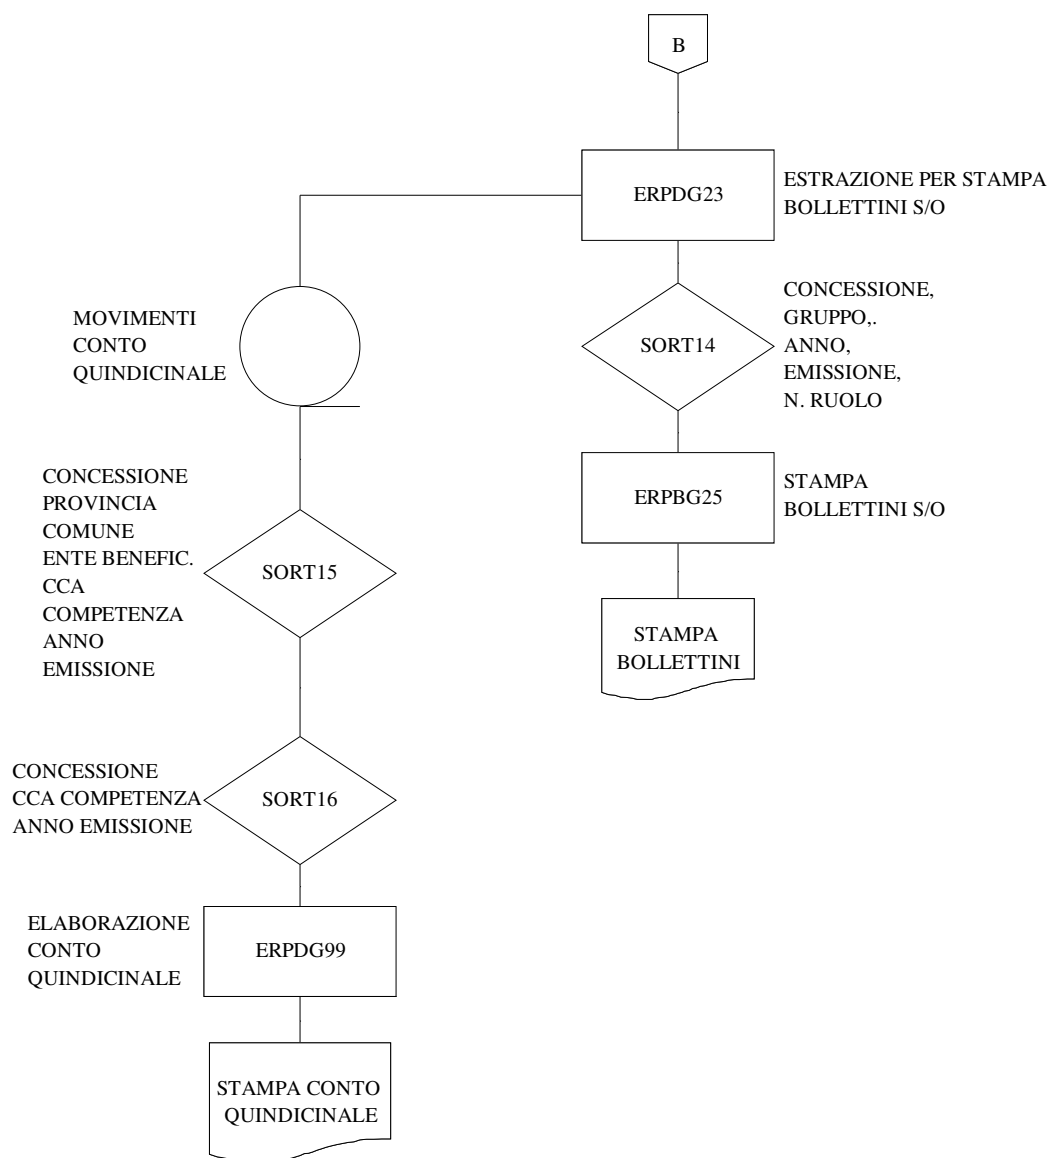 B
ERPDG23
ESTRAZIONE PER STAMPA
BOLLETTINI S/O
MOVIMENTI
CONTO
QUINDICINALE
SORT14
CONCESSIONE,
GRUPPO,.
ANNO,
EMISSIONE,
N. RUOLO
ERPBG25
STAMPA
BOLLETTINI S/O
CONCESSIONE
PROVINCIA
COMUNE
ENTE BENEFIC.
CCA
COMPETENZA
ANNO
EMISSIONE
SORT15
STAMPA
BOLLETTINI
CONCESSIONE
CCA COMPETENZA
ANNO EMISSIONE
SORT16
ELABORAZIONE
CONTO
QUINDICINALE
ERPDG99
STAMPA CONTO
QUINDICINALE